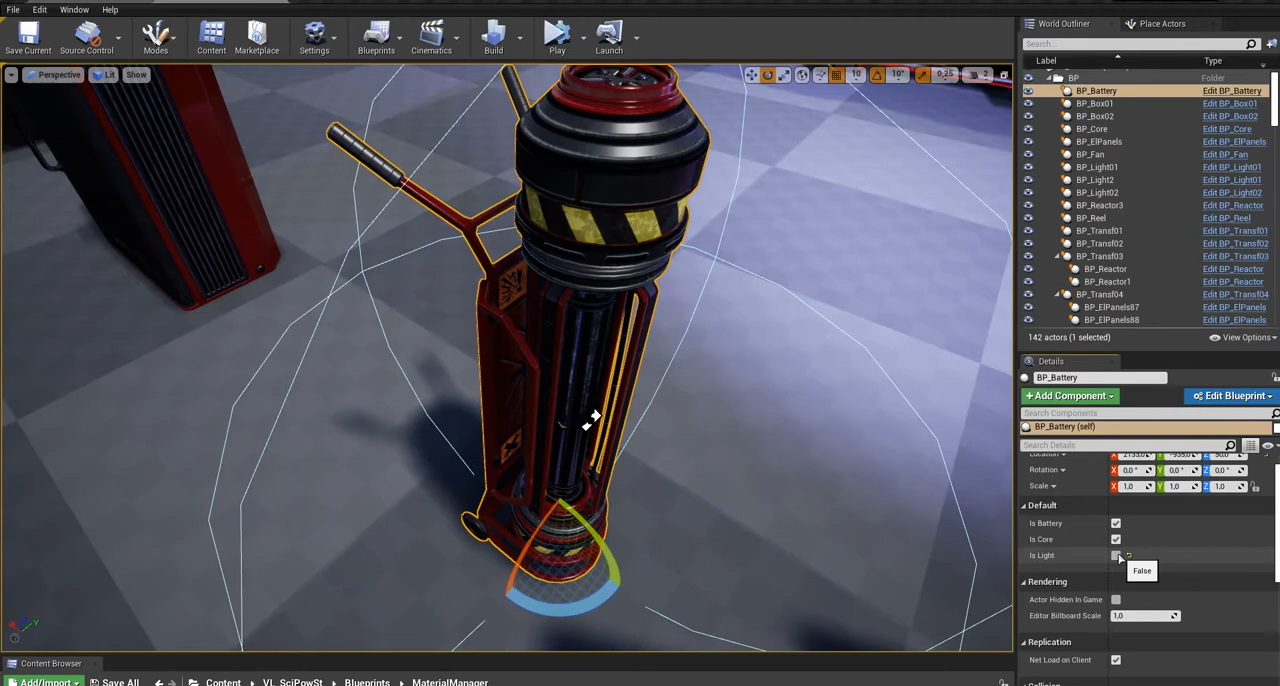 File Edit Window Help
Save Current Source Control Modes Content Marketplace Settings Blueprints Cinematics Build Play Launch
Perspective Lit Show 10 10° 0,25 2
World Outliner Place Actors
Search...
Label Type
BP Folder
BP_Battery Edit BP_Battery
BP_Box01 Edit BP_Box01
BP_Box02 Edit BP_Box02
BP_Core Edit BP_Core
BP_ElPanels Edit BP_ElPanels
BP_Fan Edit BP_Fan
BP_Light01 Edit BP_Light01
BP_Light2 Edit BP_Light01
BP_Light02 Edit BP_Light02
BP_Reactor3 Edit BP_Reactor
BP_Reel Edit BP_Reel
BP_Transf01 Edit BP_Transf01
BP_Transf02 Edit BP_Transf02
BP_Transf03 Edit BP_Transf03
BP_Reactor Edit BP_Reactor
BP_Reactor1 Edit BP_Reactor
BP_Transf04 Edit BP_Transf04
BP_ElPanels87 Edit BP_ElPanels
BP_ElPanels88 Edit BP_ElPanels
142 actors (1 selected) View Options
Details
BP_Battery
+Add Component Edit Blueprint
Search Components
BP_Battery (self)
Search Details
Location X Y Z
Rotation X 0,0 ° Y 0,0 ° Z 0,0 °
Scale X 1,0 Y 1,0 Z 1,0
Default
Is Battery
Is Core
Is Light
False
Rendering
Actor Hidden In Game
Editor Billboard Scale 1,0
Replication
Net Load on Client
Collision
Y
Content Browser
Add/Import Save All Content VL_SciPowSt Blueprints MaterialManager